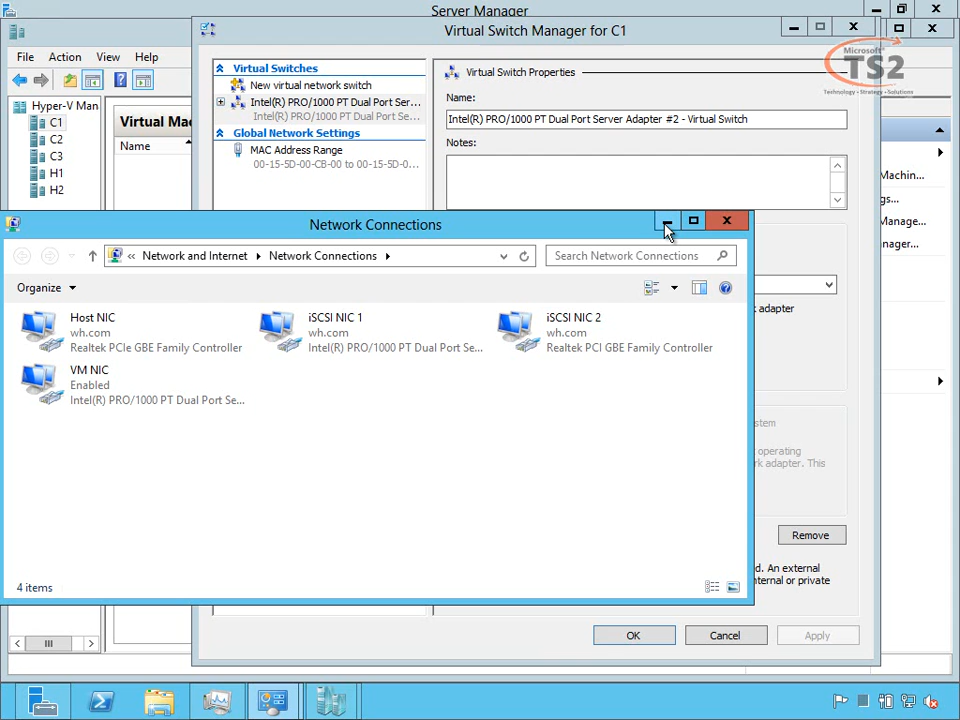 Server Manager
Virtual Switch Manager for C1
Microsoft®
TS2
Technology • Strategy • Solutions
File Action View Help
Virtual Switches
New virtual network switch
Intel(R) PRO/1000 PT Dual Port Ser...
Intel(R) PRO/1000 PT Dual Port Se...
Global Network Settings
MAC Address Range
00-15-5D-00-CB-00 to 00-15-5D-0...
Virtual Switch Properties
Name:
Intel(R) PRO/1000 PT Dual Port Server Adapter #2 - Virtual Switch
Notes:
Hyper-V Man
C1
C2
C3
H1
H2
Virtual Mac
Name
Machin...
gs...
Manage...
anager...
Network Connections
« Network and Internet Network Connections
Search Network Connections
Organize
Host NIC
wh.com
Realtek PCIe GBE Family Controller
iSCSI NIC 1
wh.com
Intel(R) PRO/1000 PT Dual Port Se...
iSCSI NIC 2
wh.com
Realtek PCI GBE Family Controller
VM NIC
Enabled
Intel(R) PRO/1000 PT Dual Port Se...
4 items
k adapter
stem
operating
rk adapter. This
Remove
d. An external
nternal or private
OK Cancel Apply